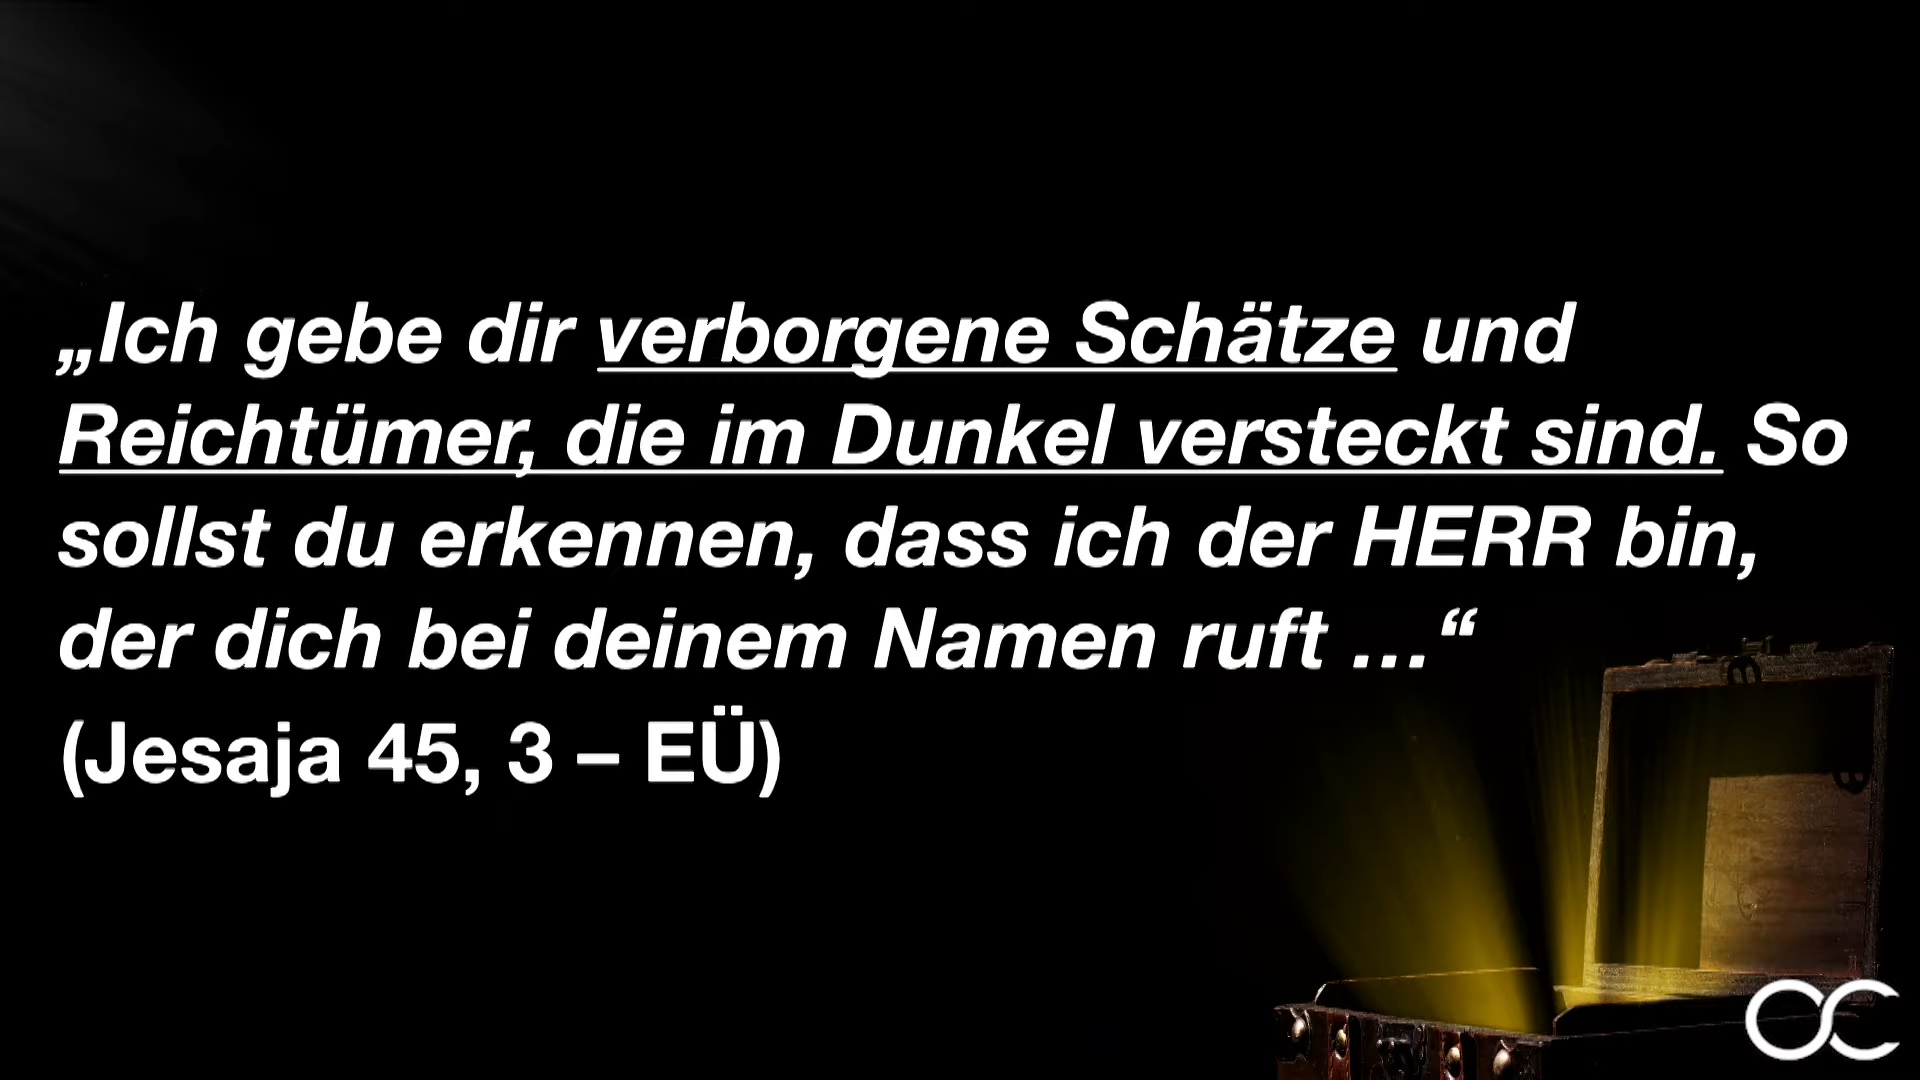 „Ich gebe dir verborgene Schätze und
Reichtümer, die im Dunkel versteckt sind. So
sollst du erkennen, dass ich der HERR bin,
der dich bei deinem Namen ruft …“
(Jesaja 45, 3 – EÜ)
OC